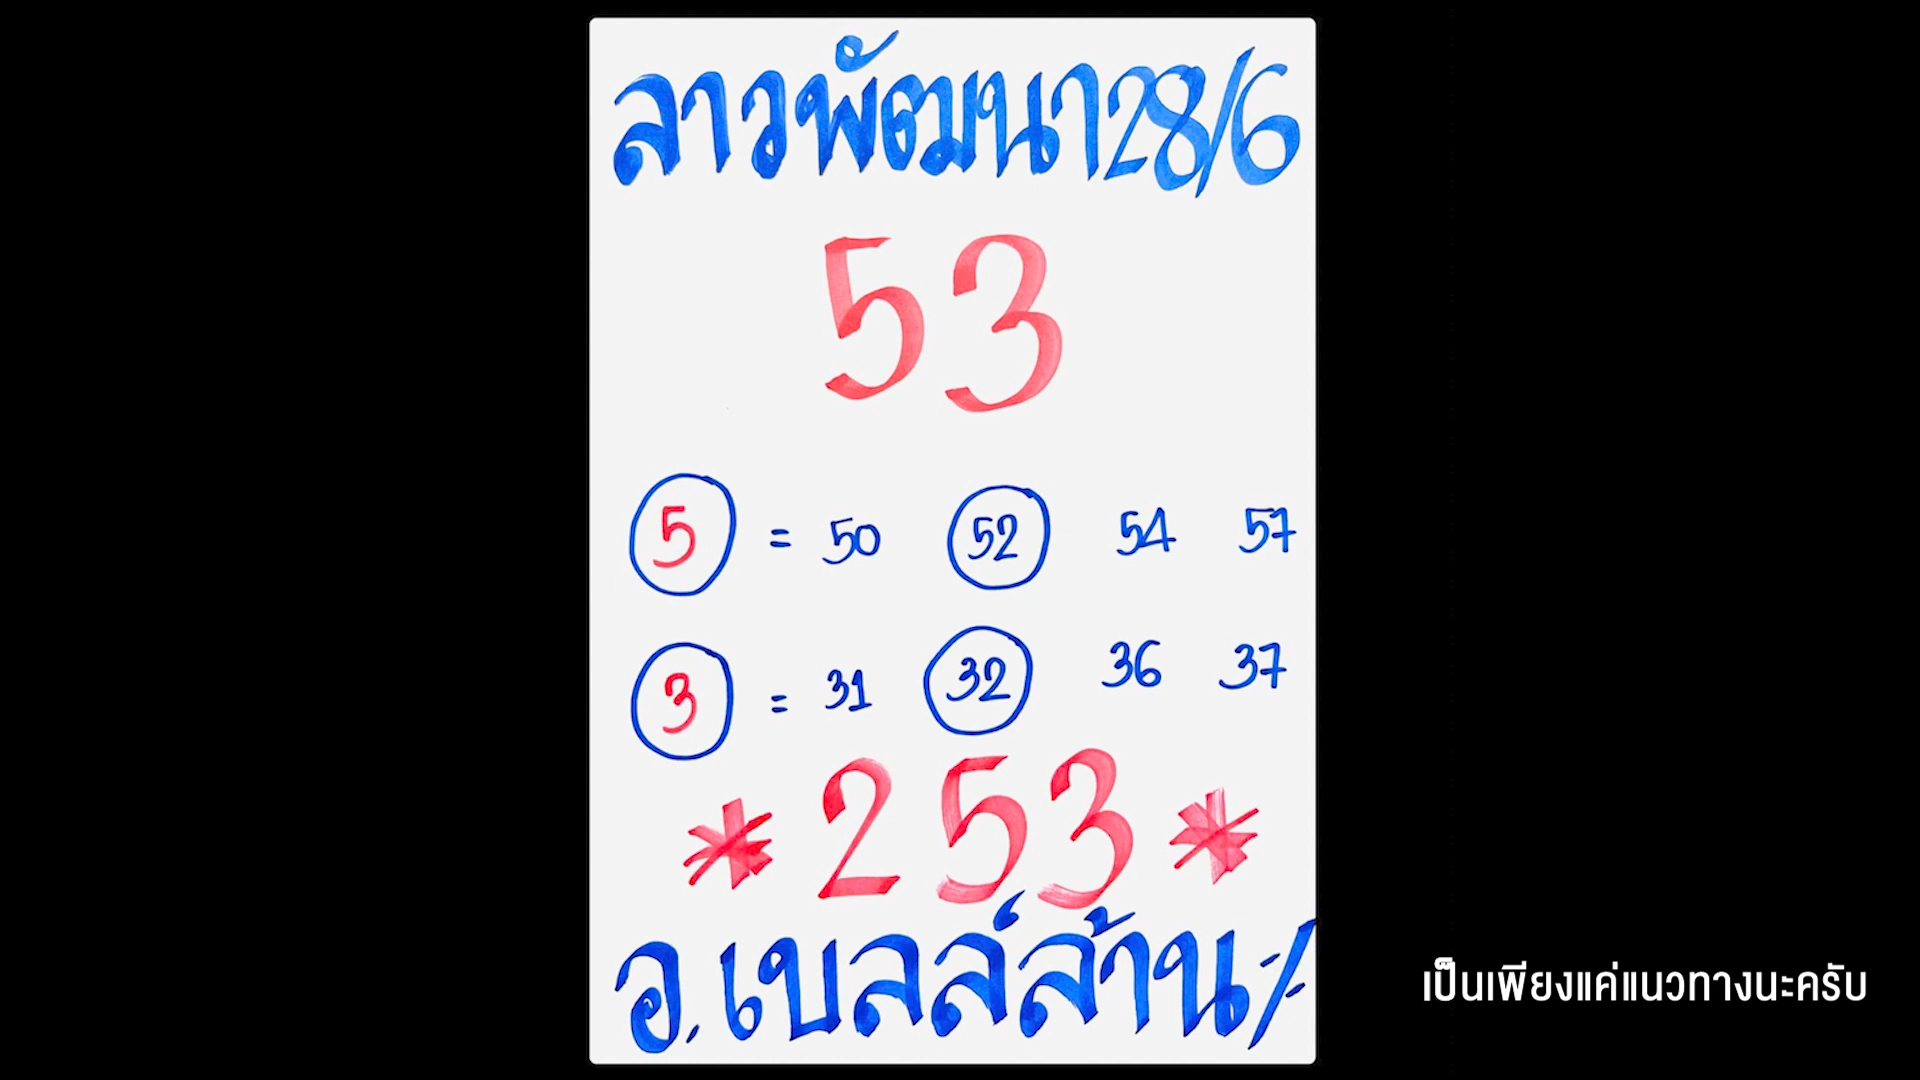 ลาวพัฒนา28/6
53
5 = 50 52 54 57
3 = 31 32 36 37
* 253 *
อ.เบลล์ล้าน%
เป็นเพียงแค่แนวทางนะครับ